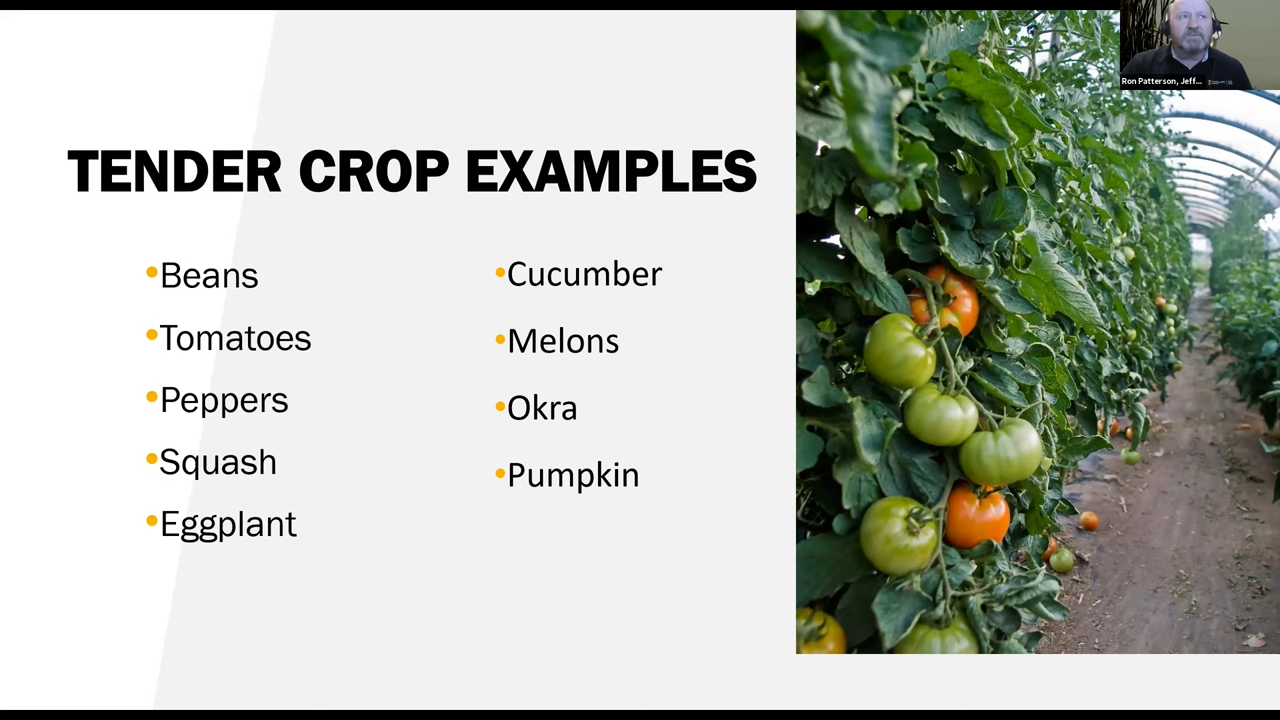 TENDER CROP EXAMPLES
•Beans
•Tomatoes
•Peppers
•Squash
•Eggplant
•Cucumber
•Melons
•Okra
•Pumpkin
Ron Patterson, Jeff...